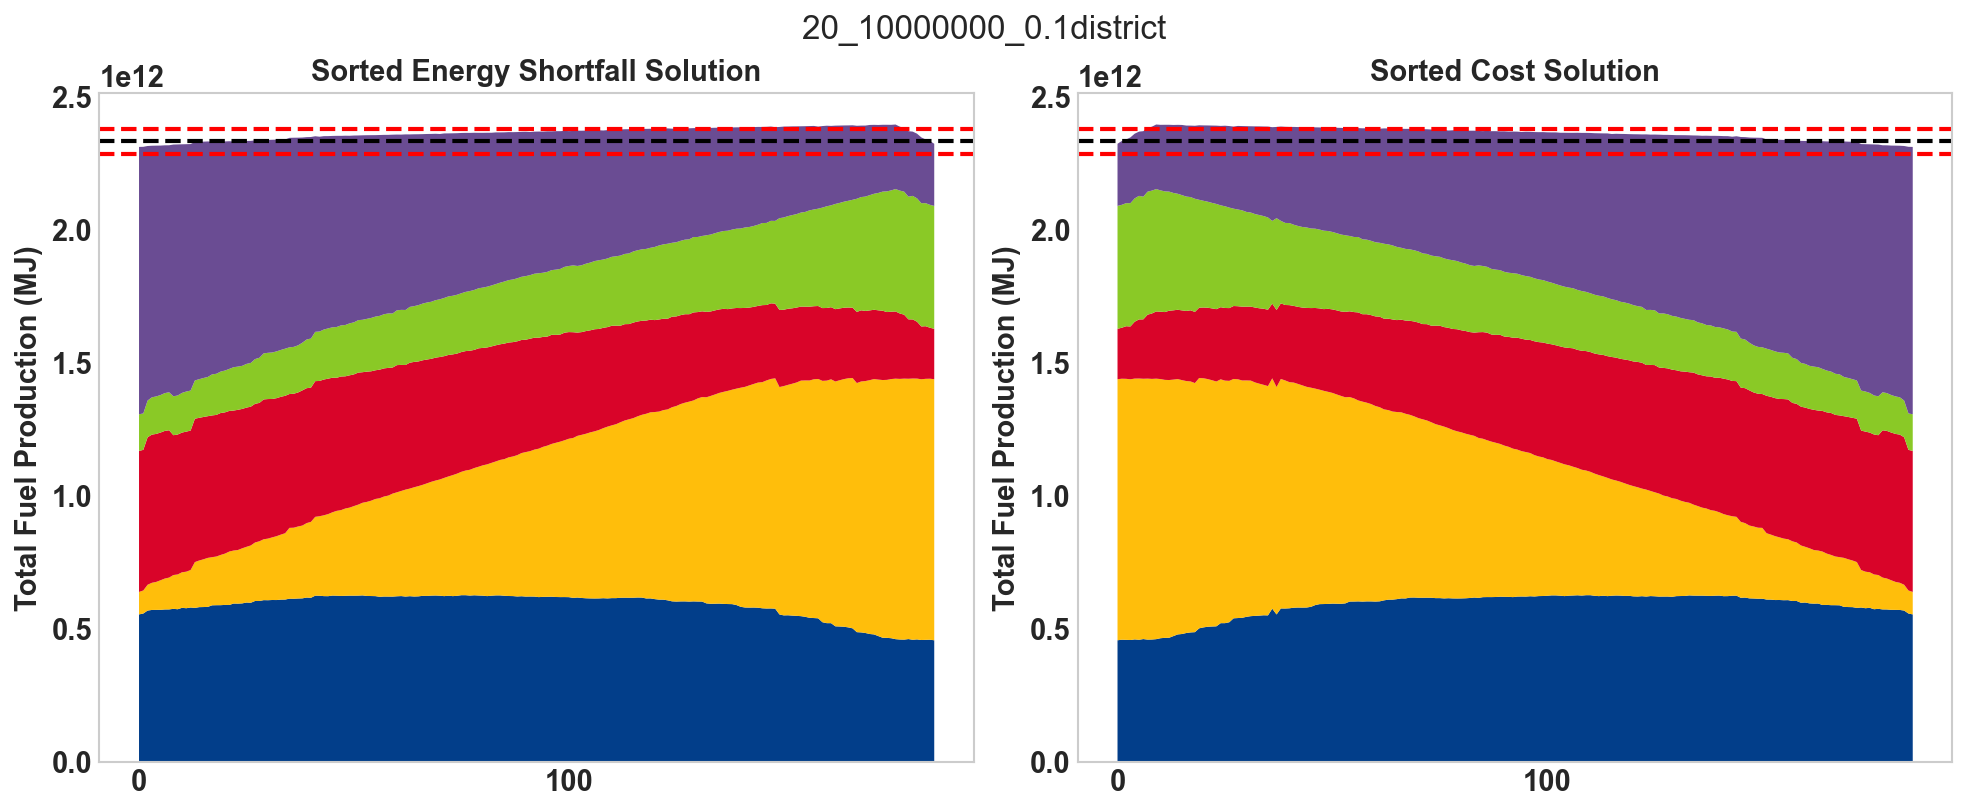 20_10000000_0.1district
Sorted Energy Shortfall Solution
1e12
2.5
2.0
1.5
1.0
0.5
0.0
Total Fuel Production (MJ)
0
100
Sorted Cost Solution
1e12
2.5
2.0
1.5
1.0
0.5
0.0
Total Fuel Production (MJ)
0
100